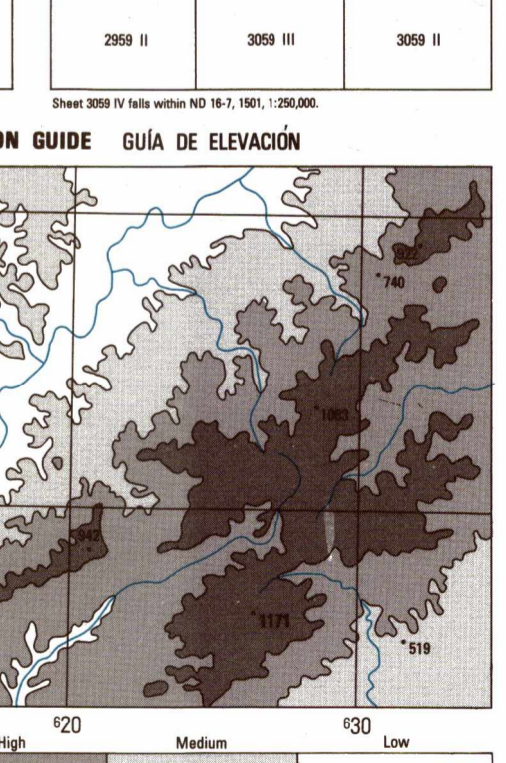 2959 II 3059 III 3059 II
Sheet 3059 IV falls within ND 16-7, 1501, 1:250,000.
ON GUIDE GUÍA DE ELEVACIÓN
922
740
1083
942
1171
519
⁶20 ⁶30
High Medium Low